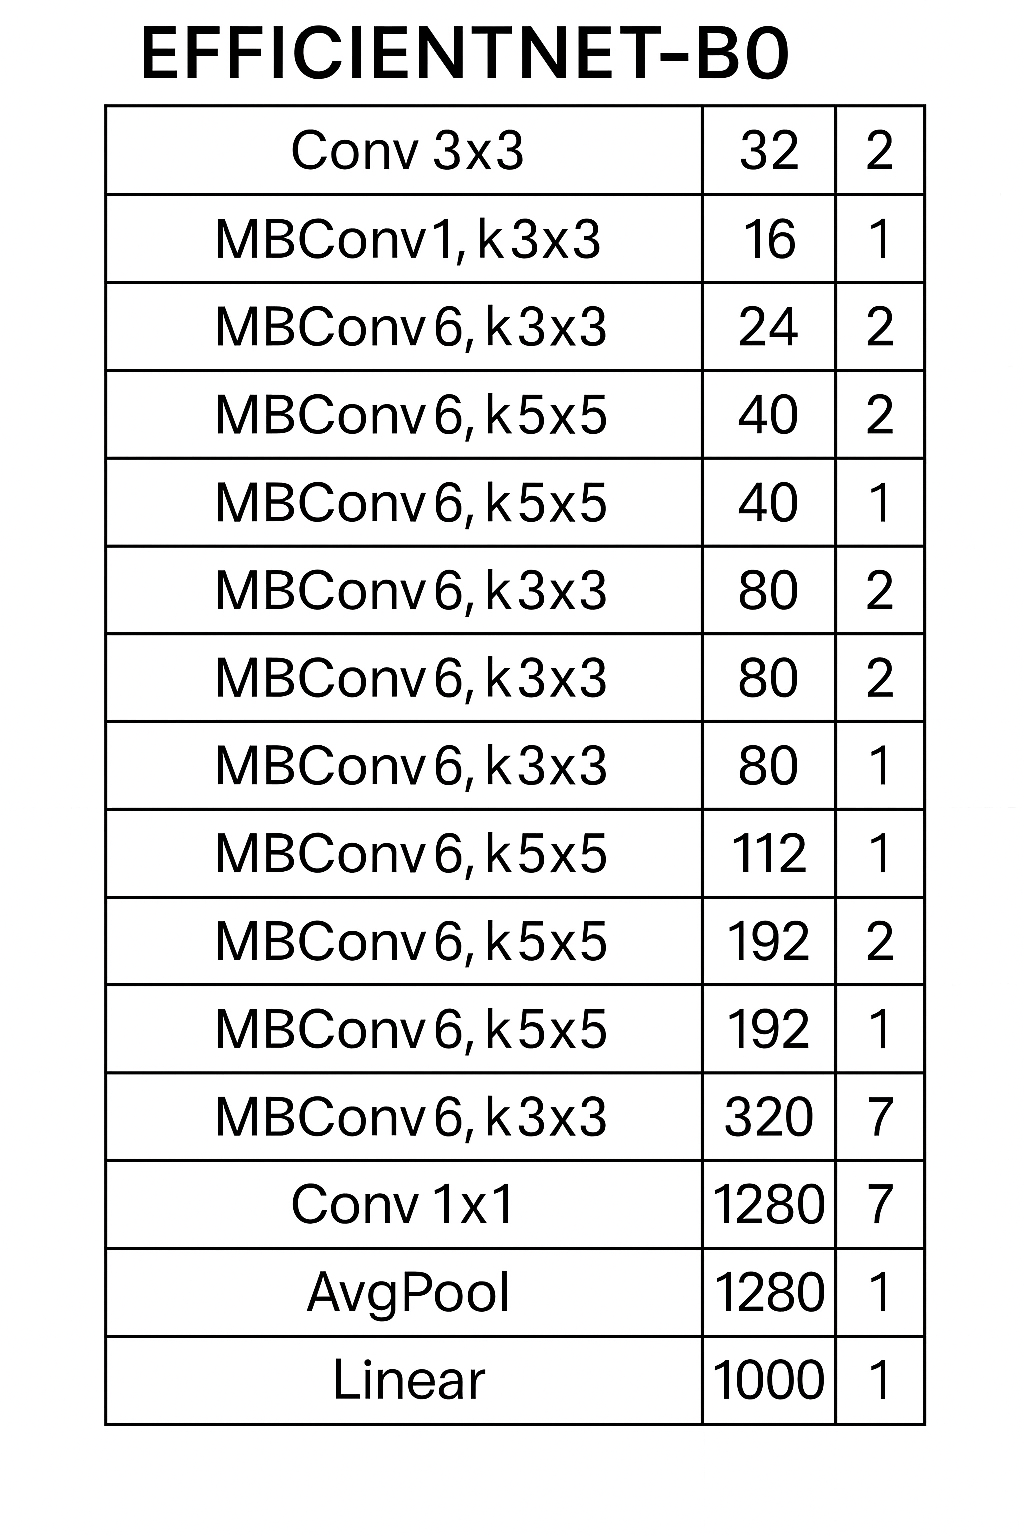 EFFICIENTNET-B0
Conv 3x3 32 2
MBConv1, k3x3 16 1
MBConv6, k3x3 24 2
MBConv6, k5x5 40 2
MBConv6, k5x5 40 1
MBConv6, k3x3 80 2
MBConv6, k3x3 80 2
MBConv6, k3x3 80 1
MBConv6, k5x5 112 1
MBConv6, k5x5 192 2
MBConv6, k5x5 192 1
MBConv6, k3x3 320 7
Conv 1x1 1280 7
AvgPool 1280 1
Linear 1000 1